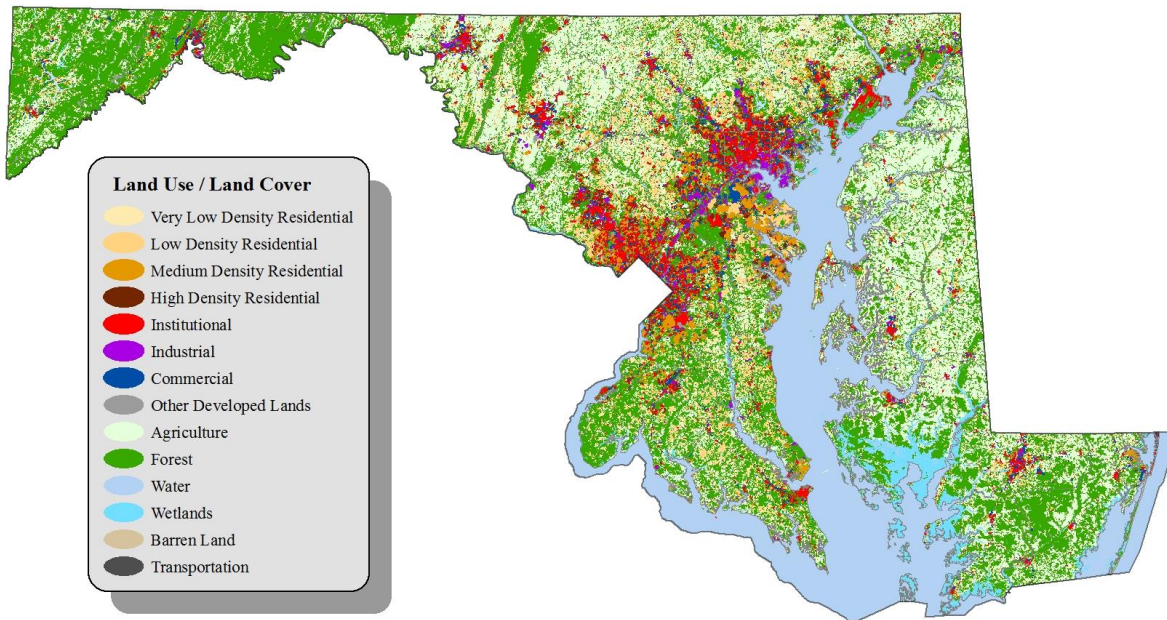 Land Use / Land Cover
Very Low Density Residential
Low Density Residential
Medium Density Residential
High Density Residential
Institutional
Industrial
Commercial
Other Developed Lands
Agriculture
Forest
Water
Wetlands
Barren Land
Transportation